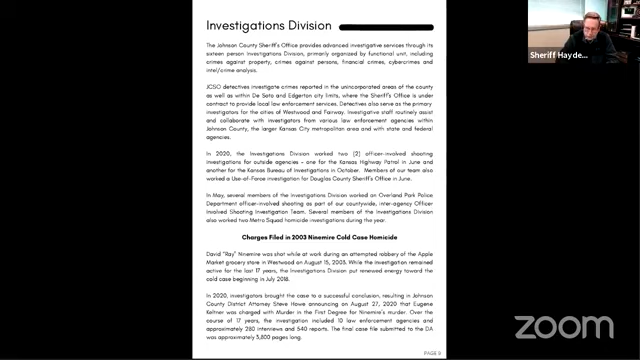 Investigations Division
The Johnson County Sheriff's Office provides advanced investigative services through its
sixteen person Investigations Division, primarily organized by functional unit, including
crimes against property, crimes against persons, financial crimes, cybercrimes and
intel/crime analysis.
JCSO detectives investigate crimes reported in the unincorporated areas of the county
as well as within De Soto and Edgerton city limits, where the Sheriff's Office is under
contract to provide local law enforcement services. Detectives also serve as the primary
investigators for the cities of Westwood and Fairway. Investigative staff routinely assist
and collaborate with investigators from various law enforcement agencies within
Johnson County, the larger Kansas City metropolitan area and with state and federal
agencies.
In 2020, the Investigations Division worked two (2) officer-involved shooting
investigations for outside agencies - one for the Kansas Highway Patrol in June and
another for the Kansas Bureau of Investigations in October. Members of our team also
worked a Use-of-Force investigation for Douglas County Sheriff's Office in June.
In May, several members of the Investigations Division worked an Overland Park Police
Department officer-involved shooting as part of our countywide, inter-agency Officer
Involved Shooting Investigation Team. Several members of the Investigations Division
also worked two Metro Squad homicide investigations during the year.
Charges Filed in 2003 Ninemire Cold Case Homicide
David "Ray" Ninemire was shot while at work during an attempted robbery of the Apple
Market grocery store in Westwood on August 15, 2003. While the investigation remained
active for the last 17 years, the Investigations Division put renewed energy toward the
cold case beginning in July 2018.
In 2020, investigators brought the case to a successful conclusion, resulting in Johnson
County District Attorney Steve Howe announcing on August 27, 2020 that Eugene
Keltner was charged with Murder in the First Degree for Ninemire's murder. Over the
course of 17 years, the investigation included 10 law enforcement agencies and
approximately 280 interviews and 540 reports. The final case file submitted to the DA
was approximately 3,800 pages long.
PAGE 9
Sheriff Hayde...
zoom